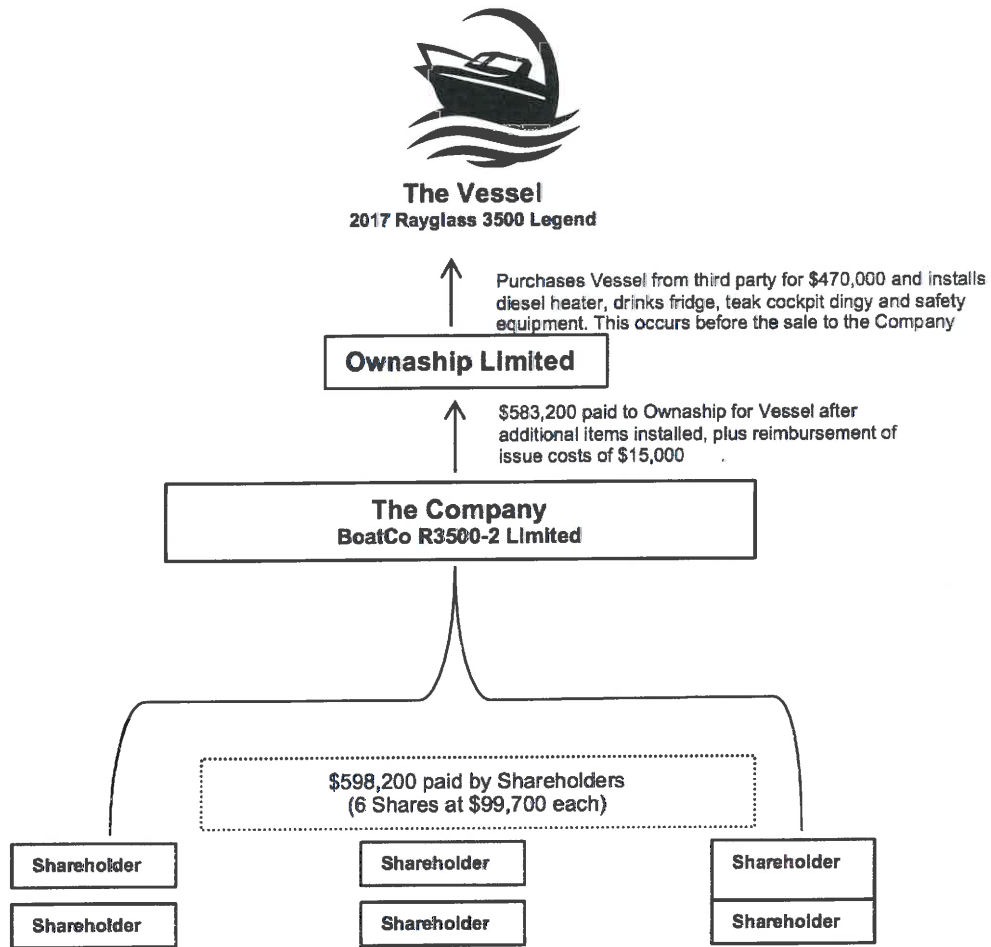 The Vessel
2017 Rayglass 3500 Legend
Purchases Vessel from third party for $470,000 and installs
diesel heater, drinks fridge, teak cockpit dingy and safety
equipment. This occurs before the sale to the Company
Ownaship Limited
$583,200 paid to Ownaship for Vessel after
additional items installed, plus reimbursement of
issue costs of $15,000
The Company
BoatCo R3500-2 Limited
$598,200 paid by Shareholders
(6 Shares at $99,700 each)
Shareholder
Shareholder
Shareholder
Shareholder
Shareholder
Shareholder